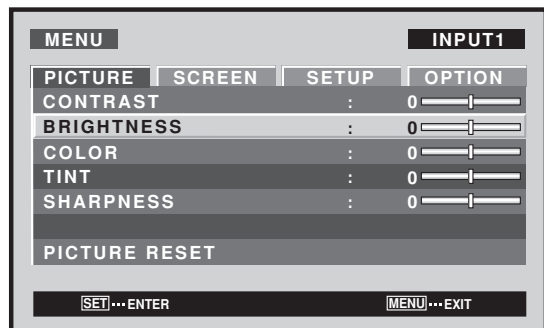 MENU INPUT1
PICTURE SCREEN SETUP OPTION
CONTRAST : 0
BRIGHTNESS : 0
COLOR : 0
TINT : 0
SHARPNESS : 0
PICTURE RESET
SET ··· ENTER MENU ··· EXIT